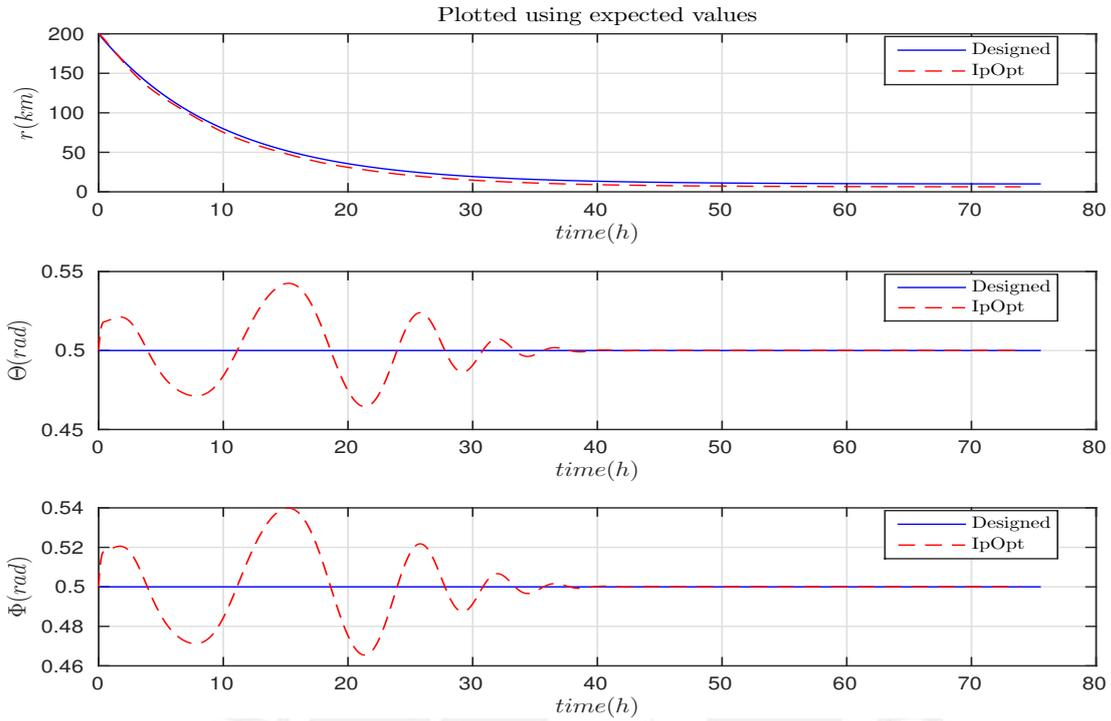 Plotted using expected values
200
150
100
50
0
r(km)
Designed
IpOpt
0 10 20 30 40 50 60 70 80
time(h)
0.55
0.5
0.45
Θ(rad)
Designed
IpOpt
0 10 20 30 40 50 60 70 80
time(h)
0.54
0.52
0.5
0.48
0.46
Φ(rad)
Designed
IpOpt
0 10 20 30 40 50 60 70 80
time(h)